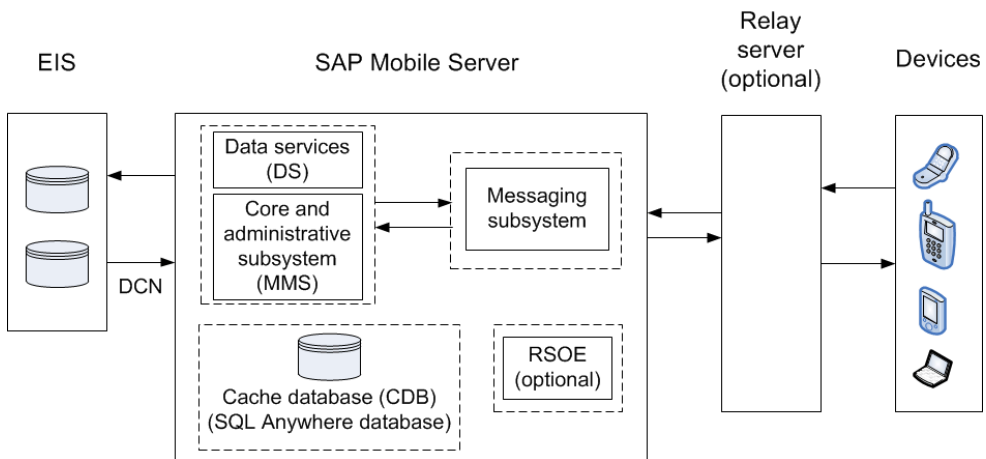 EIS
SAP Mobile Server
Relay
server
(optional)
Devices
Data services
(DS)
Core and
administrative
subsystem
(MMS)
Messaging
subsystem
DCN
Cache database (CDB)
(SQL Anywhere database)
RSOE
(optional)